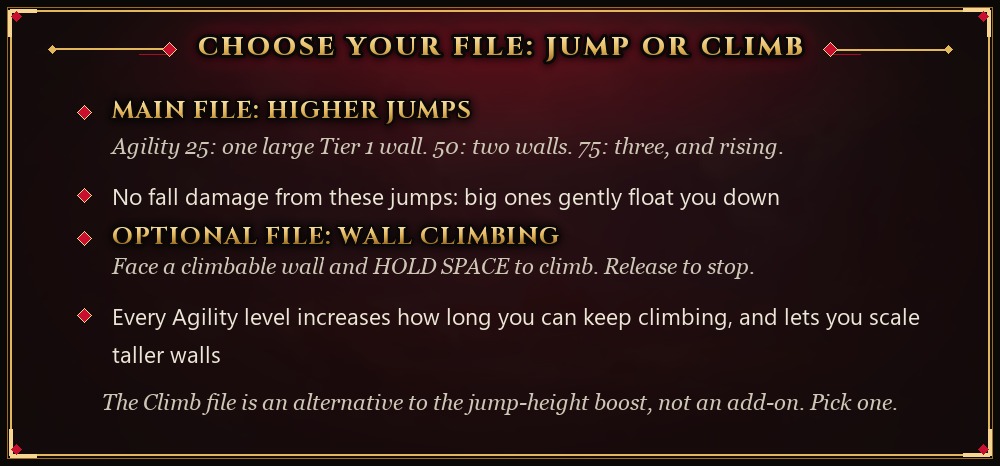 CHOOSE YOUR FILE: JUMP OR CLIMB
MAIN FILE: HIGHER JUMPS
Agility 25: one large Tier 1 wall. 50: two walls. 75: three, and rising.
No fall damage from these jumps: big ones gently float you down
OPTIONAL FILE: WALL CLIMBING
Face a climbable wall and HOLD SPACE to climb. Release to stop.
Every Agility level increases how long you can keep climbing, and lets you scale
taller walls
The Climb file is an alternative to the jump-height boost, not an add-on. Pick one.